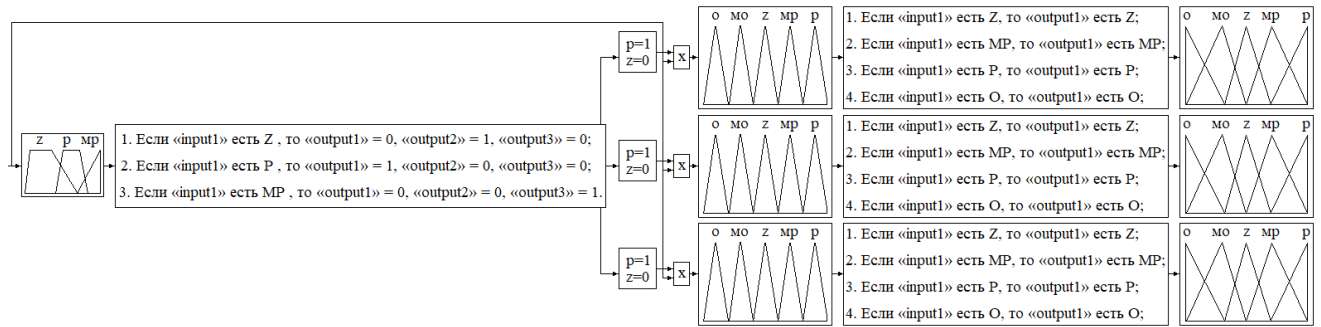 о мо z мр р
1. Если «input1» есть Z, то «output1» есть Z;
2. Если «input1» есть MP, то «output1» есть MP;
3. Если «input1» есть P, то «output1» есть P;
4. Если «input1» есть O, то «output1» есть O;
о мо z мр р
p=1
z=0
x
z р мр
1. Если «input1» есть Z , то «output1» = 0, «output2» = 1, «output3» = 0;
2. Если «input1» есть P , то «output1» = 1, «output2» = 0, «output3» = 0;
3. Если «input1» есть MP , то «output1» = 0, «output2» = 0, «output3» = 1.
p=1
z=0
x
о мо z мр р
1. Если «input1» есть Z, то «output1» есть Z;
2. Если «input1» есть MP, то «output1» есть MP;
3. Если «input1» есть P, то «output1» есть P;
4. Если «input1» есть O, то «output1» есть O;
о мо z мр р
p=1
z=0
x
о мо z мр р
1. Если «input1» есть Z, то «output1» есть Z;
2. Если «input1» есть MP, то «output1» есть MP;
3. Если «input1» есть P, то «output1» есть P;
4. Если «input1» есть O, то «output1» есть O;
о мо z мр р